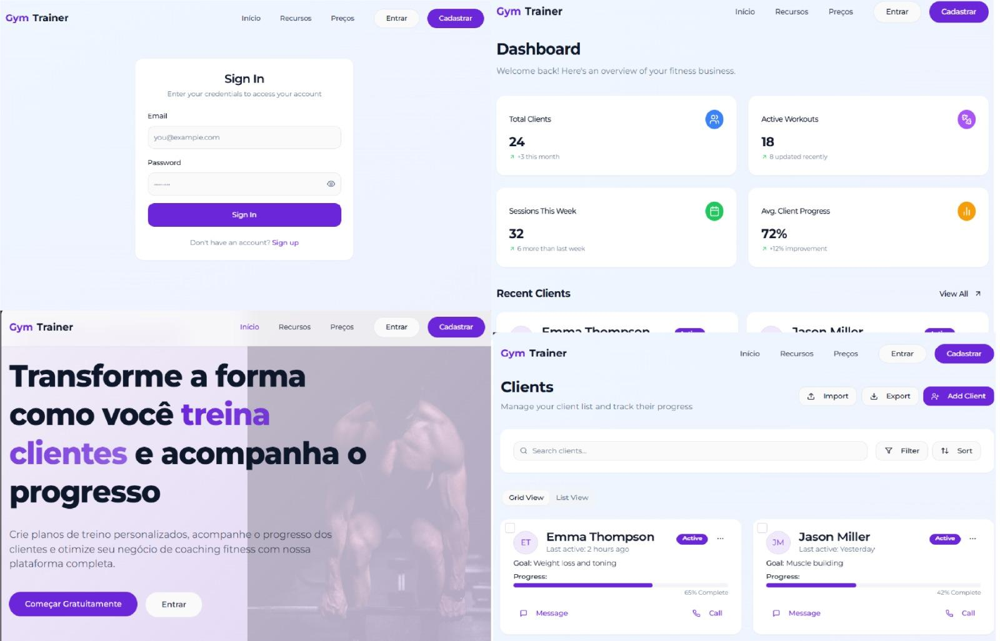 Gym Trainer
Início Recursos Preços Entrar Cadastrar
Sign In
Enter your credentials to access your account
Email
you@example.com
Password
........
Sign In
Don't have an account? Sign up
Gym Trainer
Início Recursos Preços Entrar Cadastrar
Dashboard
Welcome back! Here's an overview of your fitness business.
Total Clients
24
+3 this month
Active Workouts
18
8 updated recently
Sessions This Week
32
6 more than last week
Avg. Client Progress
72%
+12% improvement
Recent Clients
View All
Emma Thompson
Active
Jason Miller
Active
Gym Trainer
Início Recursos Preços Entrar Cadastrar
Transforme a forma
como você treina
clientes e acompanha o
progresso
Crie planos de treino personalizados, acompanhe o progresso dos
clientes e otimize seu negócio de coaching fitness com nossa
plataforma completa.
Começar Gratuitamente Entrar
Gym Trainer
Início Recursos Preços Entrar Cadastrar
Clients
Manage your client list and track their progress
Import Export Add Client
Search clients...
Filter Sort
Grid View List View
ET
Emma Thompson
Active
...
Last active: 2 hours ago
Goal: Weight loss and toning
Progress:
65% Complete
Message Call
JM
Jason Miller
Active
...
Last active: Yesterday
Goal: Muscle building
Progress:
42% Complete
Message Call